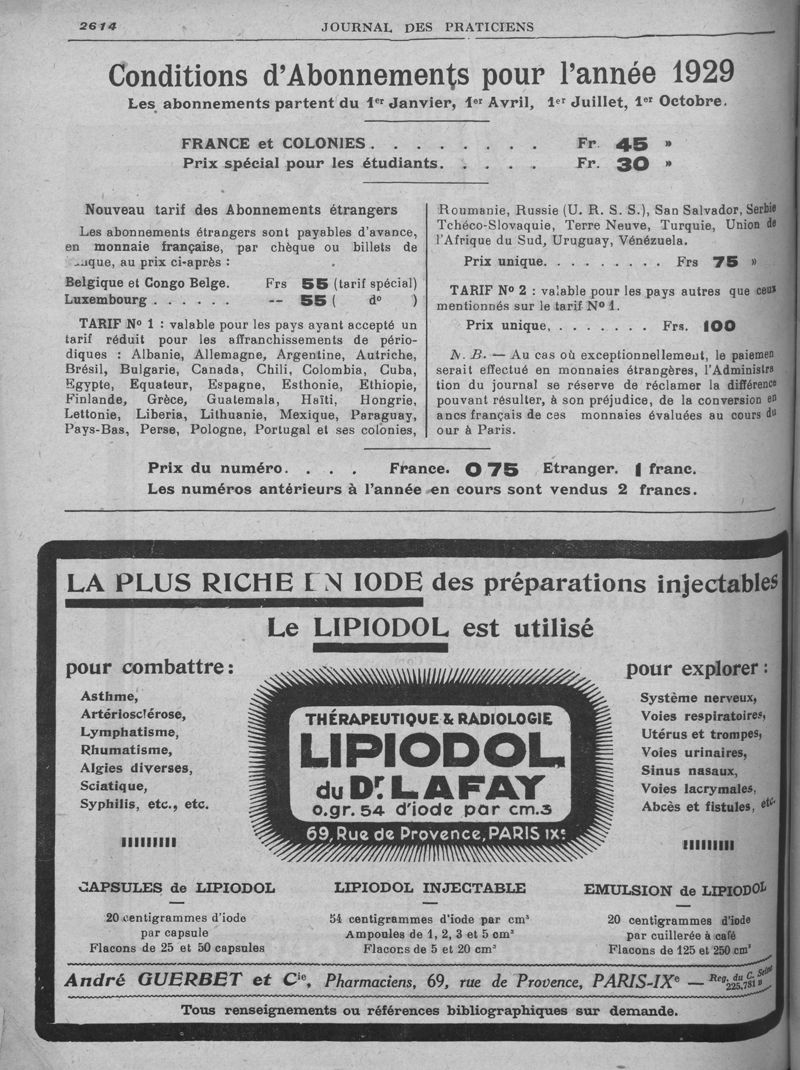 2614
JOURNAL DES PRATICIENS
Conditions d'Abonnements pour l'année 1929
Les abonnements partent du 1er Janvier, 1er Avril, 1er Juillet, 1er Octobre.
FRANCE et COLONIES . . . . . . . . Fr. 45 »
Prix spécial pour les étudiants. . . . . Fr. 30 »
Nouveau tarif des Abonnements étrangers
Les abonnements étrangers sont payables d'avance,
en monnaie française, par chèque ou billets de
que, au prix ci-après :
Belgique et Congo Belge. Frs 55 (tarif spécial)
Luxembourg . . . . . . -- 55 ( do )
TARIF No 1 : valable pour les pays ayant accepté un
tarif réduit pour les affranchissements de pério-
diques : Albanie, Allemagne, Argentine, Autriche,
Brésil, Bulgarie, Canada, Chili, Colombia, Cuba,
Egypte, Equateur, Espagne, Esthonie, Ethiopie,
Finlande, Grèce, Guatemala, Haïti, Hongrie,
Lettonie, Liberia, Lithuanie, Mexique, Paraguay,
Pays-Bas, Perse, Pologne, Portugal et ses colonies,
Roumanie, Russie (U. R. S. S.), San Salvador, Serbie
Tchéco-Slovaquie, Terre Neuve, Turquie, Union de
l'Afrique du Sud, Uruguay, Vénézuela.
Prix unique. . . . . . . . . Frs 75 »
TARIF No 2 : valable pour les pays autres que ceux
mentionnés sur le tarif No 1.
Prix unique, . . . . . . . Frs. 100
N. B. — Au cas où exceptionnellement, le paiemen
serait effectué en monnaies étrangères, l'Administra
tion du journal se réserve de réclamer la différence
pouvant résulter, à son préjudice, de la conversion en
ancs français de ces monnaies évaluées au cours du
our à Paris.
Prix du numéro. . . . France. 0 75 Etranger. 1 franc.
Les numéros antérieurs à l'année en cours sont vendus 2 francs.
LA PLUS RICHE EN IODE des préparations injectables
Le LIPIODOL est utilisé
pour combattre :
Asthme,
Artériosclérose,
Lymphatisme,
Rhumatisme,
Algies diverses,
Sciatique,
Syphilis, etc., etc.
THÉRAPEUTIQUE & RADIOLOGIE
LIPIODOL
du Dr. LAFAY
0.gr. 54 d'iode par cm.3
69, Rue de Provence, PARIS IXe
pour explorer :
Système nerveux,
Voies respiratoires,
Utérus et trompes,
Voies urinaires,
Sinus nasaux,
Voies lacrymales,
Abcès et fistules, etc.
CAPSULES de LIPIODOL
20 centigrammes d'iode
par capsule
Flacons de 25 et 50 capsules
LIPIODOL INJECTABLE
54 centigrammes d'iode par cm3
Ampoules de 1, 2, 3 et 5 cm3
Flacons de 5 et 20 cm3
EMULSION de LIPIODOL
20 centigrammes d'iode
par cuillerée à café
Flacons de 125 et 250 cm3
André GUERBET et Cie, Pharmaciens, 69, rue de Provence, PARIS-IXe — Reg. du C. Seine
225.781 B
Tous renseignements ou références bibliographiques sur demande.